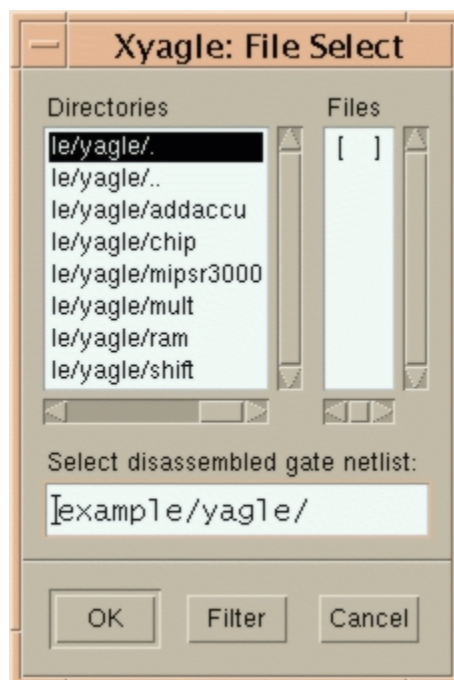 Xyagle: File Select
Directories
Files
le/yagle/.
le/yagle/..
le/yagle/addaccu
le/yagle/chip
le/yagle/mipsr3000
le/yagle/mult
le/yagle/ram
le/yagle/shift
[ ]
Select disassembled gate netlist:
example/yagle/
OK
Filter
Cancel